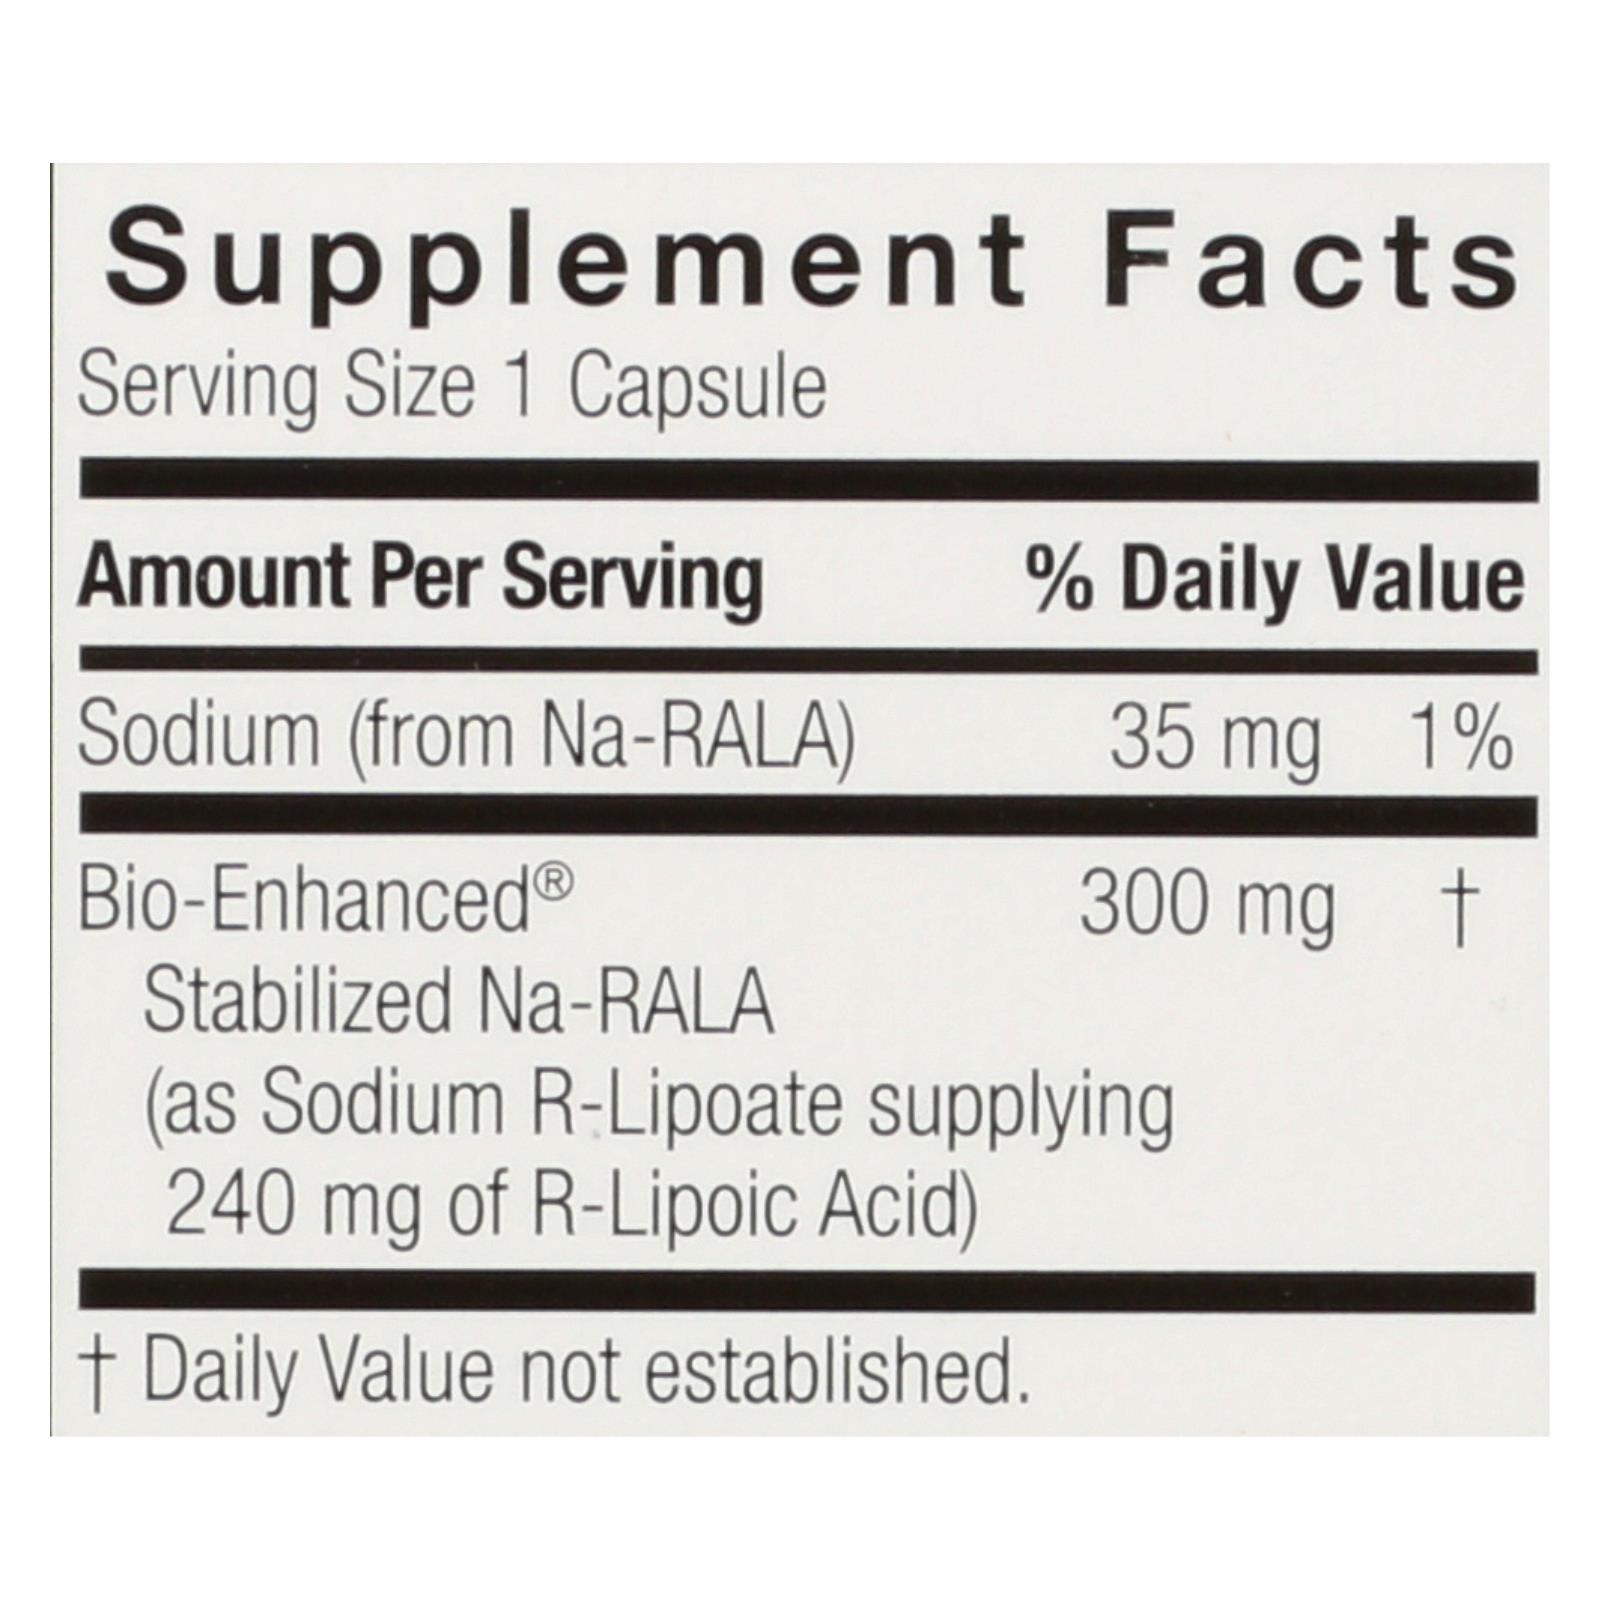 Supplement Facts
Serving Size 1 Capsule
Amount Per Serving % Daily Value
Sodium (from Na-RALA) 35 mg 1%
Bio-Enhanced® 300 mg †
Stabilized Na-RALA
(as Sodium R-Lipoate supplying
240 mg of R-Lipoic Acid)
† Daily Value not established.